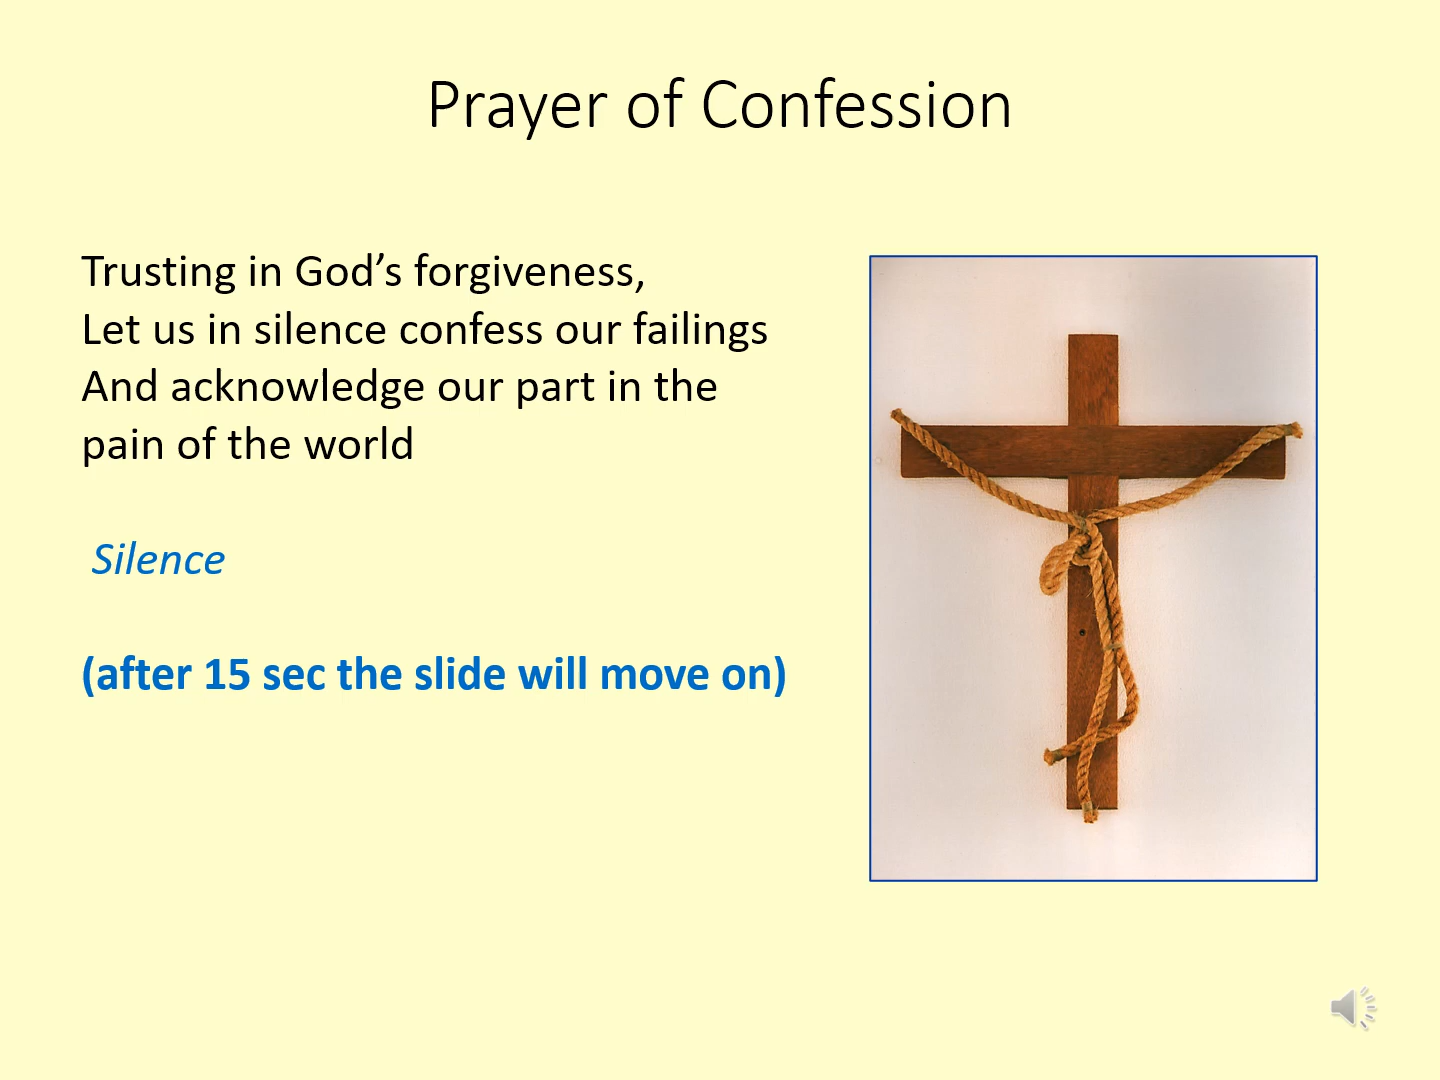 Prayer of Confession
Trusting in God’s forgiveness,
Let us in silence confess our failings
And acknowledge our part in the
pain of the world
Silence
(after 15 sec the slide will move on)